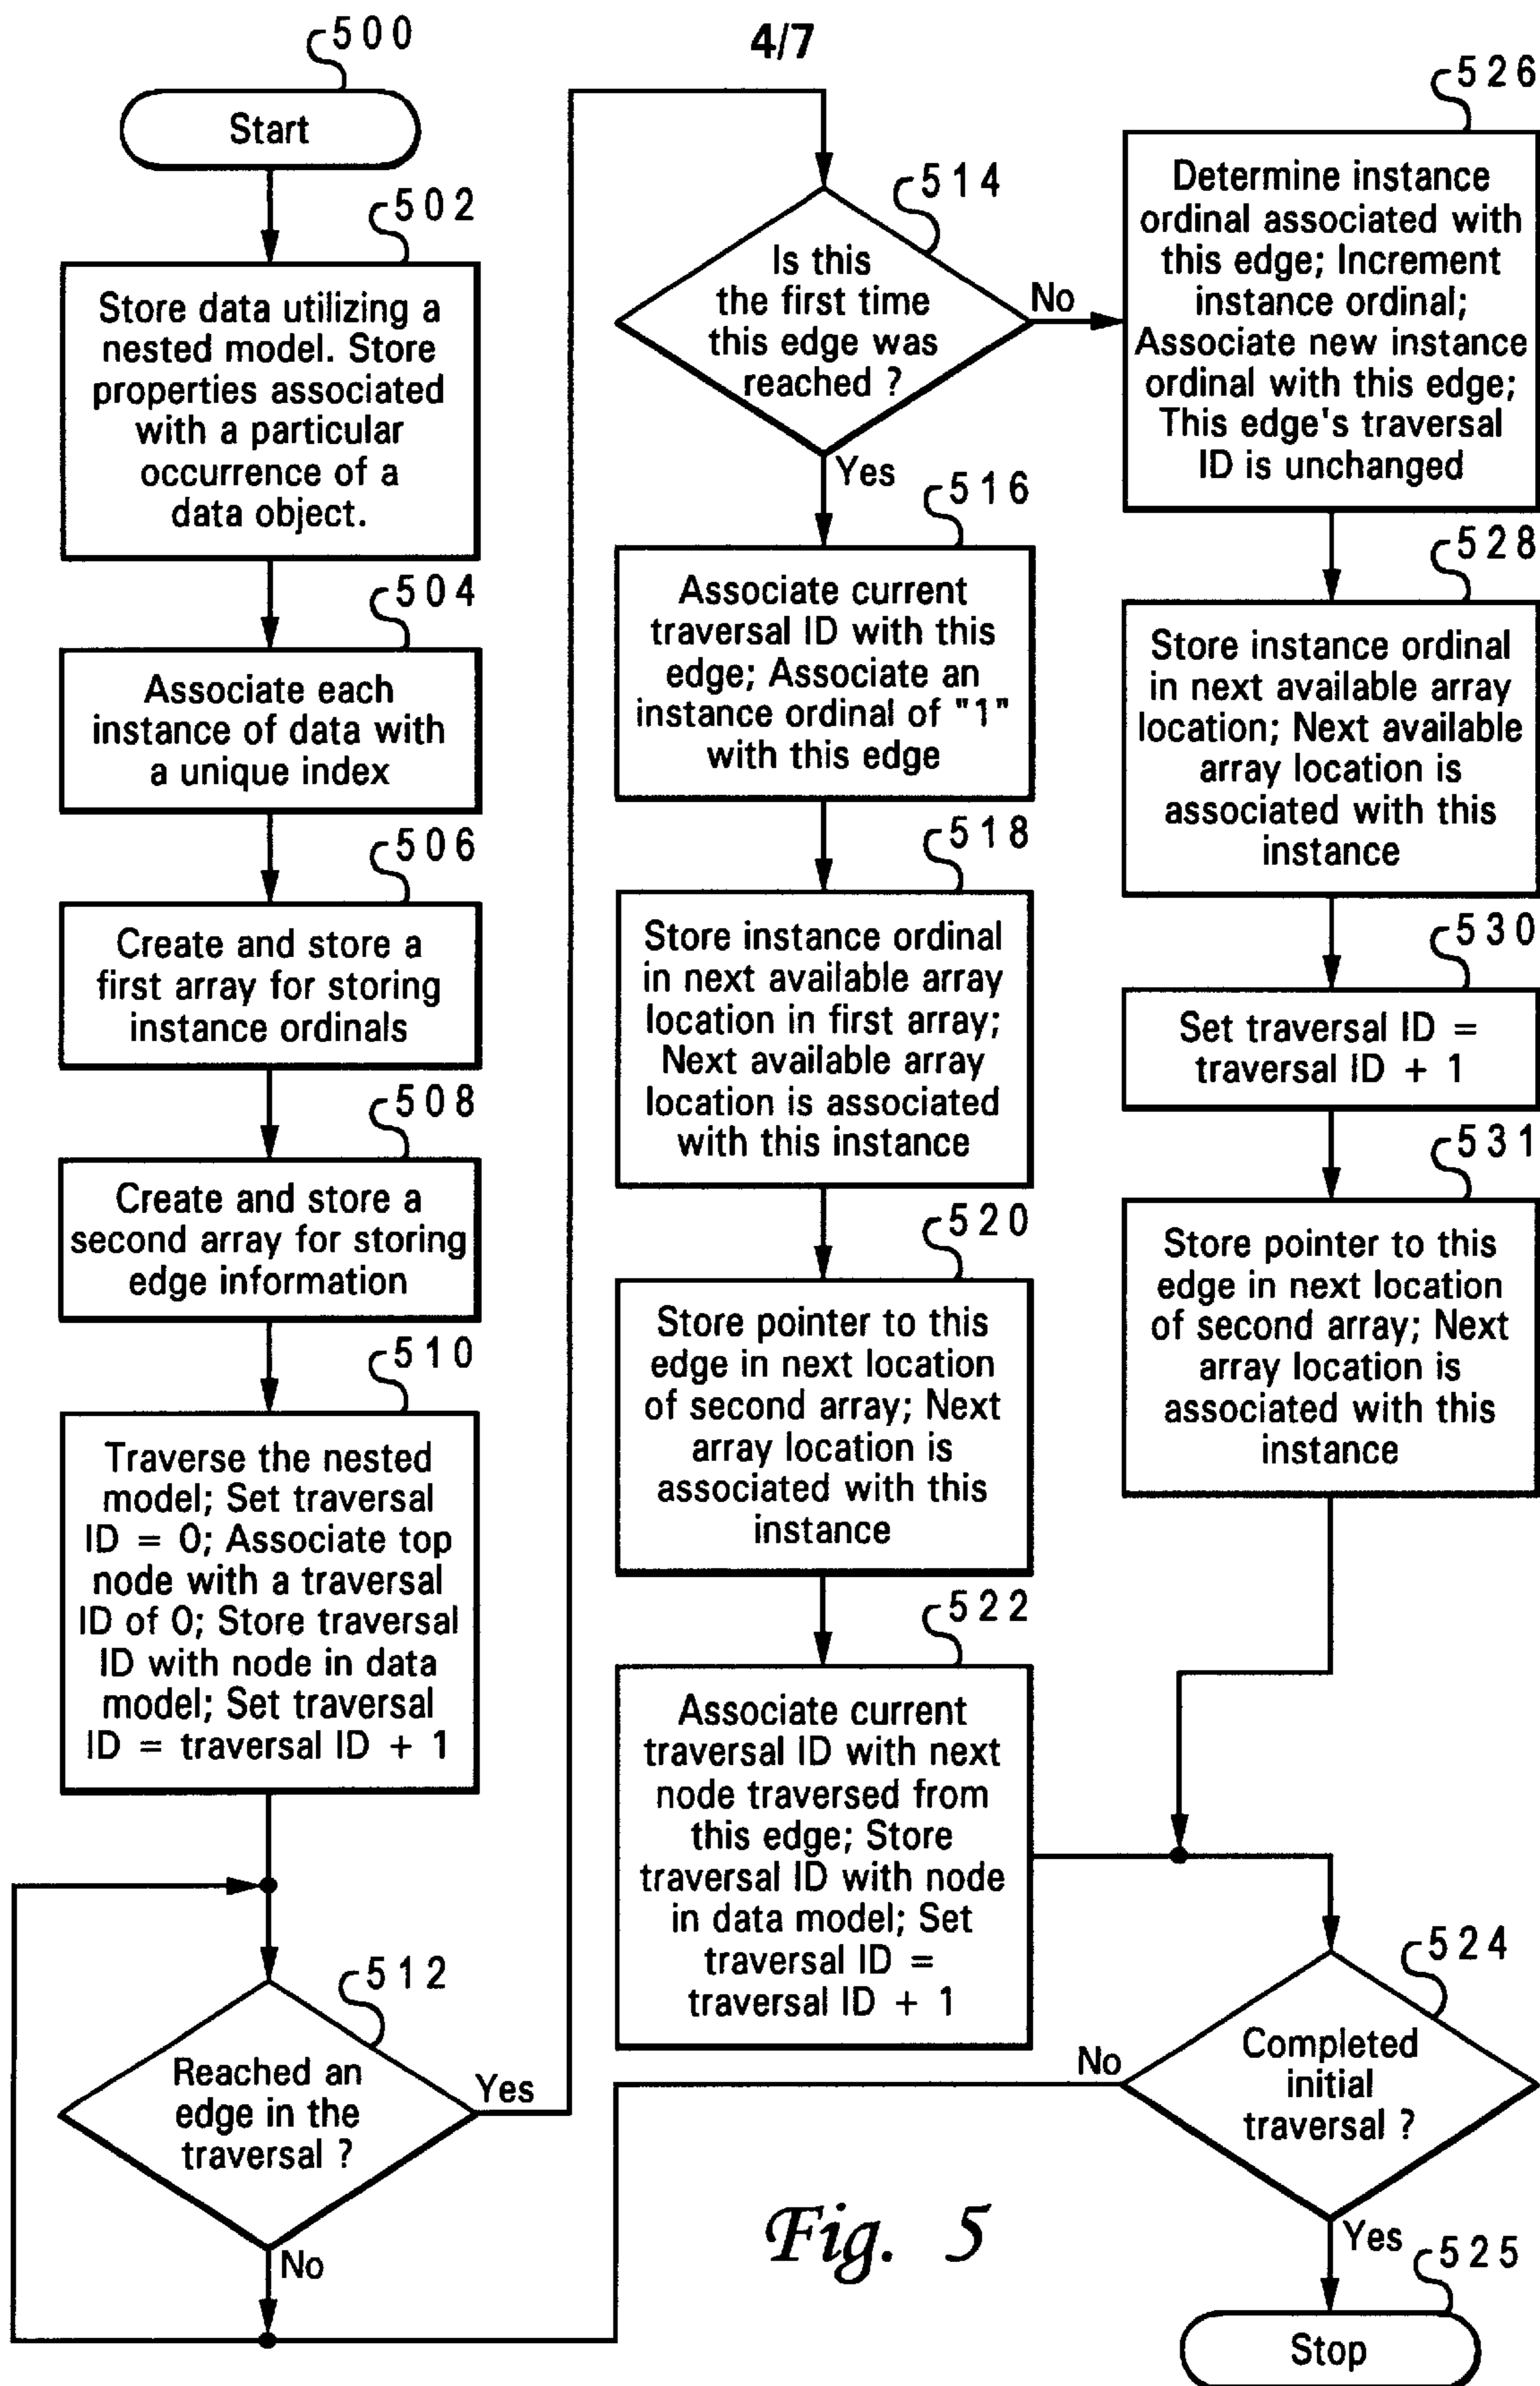 4/7
500
Start
502
Store data utilizing a
nested model. Store
properties associated
with a particular
occurrence of a
data object.
504
Associate each
instance of data with
a unique index
506
Create and store a
first array for storing
instance ordinals
508
Create and store a
second array for storing
edge information
510
Traverse the nested
model; Set traversal
ID = 0; Associate top
node with a traversal
ID of 0; Store traversal
ID with node in data
model; Set traversal
ID = traversal ID + 1
512
Reached an
edge in the
traversal ?
Yes
No
514
Is this
the first time
this edge was
reached ?
No
Yes
516
Associate current
traversal ID with this
edge; Associate an
instance ordinal of "1"
with this edge
518
Store instance ordinal
in next available array
location in first array;
Next available array
location is associated
with this instance
520
Store pointer to this
edge in next location
of second array; Next
array location is
associated with this
instance
522
Associate current
traversal ID with next
node traversed from
this edge; Store
traversal ID with node
in data model; Set
traversal ID =
traversal ID + 1
526
Determine instance
ordinal associated with
this edge; Increment
instance ordinal;
Associate new instance
ordinal with this edge;
This edge's traversal
ID is unchanged
528
Store instance ordinal
in next available array
location; Next available
array location is
associated with this
instance
530
Set traversal ID =
traversal ID + 1
531
Store pointer to this
edge in next location
of second array; Next
array location is
associated with this
instance
524
Completed
initial
traversal ?
No
Yes
525
Stop
Fig. 5